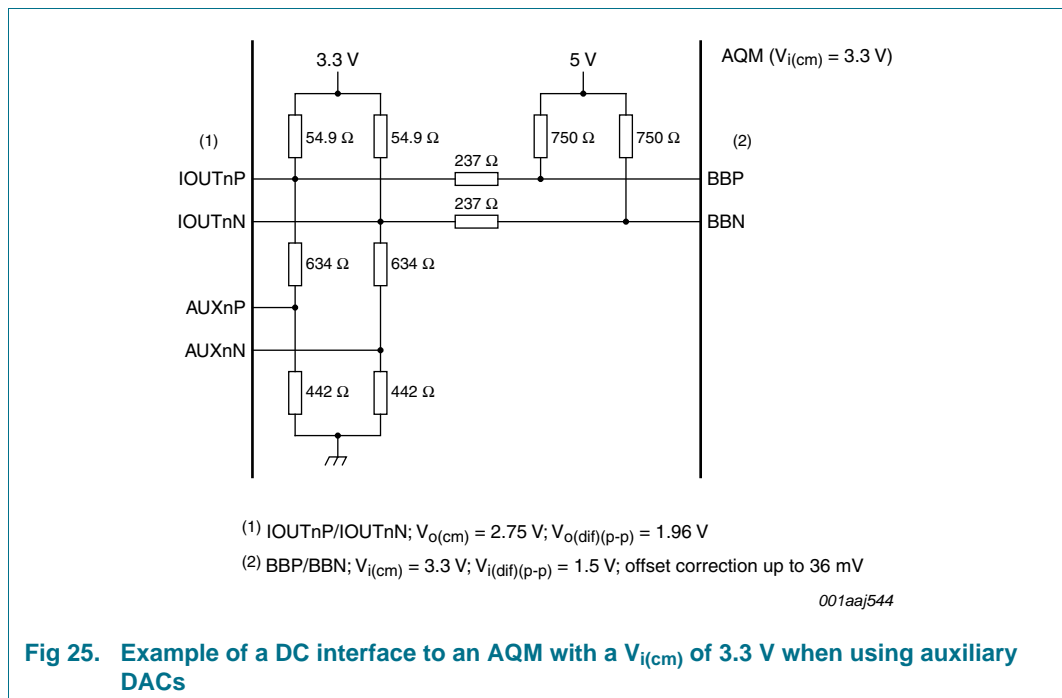 3.3 V
5 V
AQM (Vi(cm) = 3.3 V)
(1)
54.9 Ω
54.9 Ω
750 Ω
750 Ω
(2)
237 Ω
IOUTnP
BBP
237 Ω
IOUTnN
BBN
634 Ω
634 Ω
AUXnP
AUXnN
442 Ω
442 Ω
(1) IOUTnP/IOUTnN; Vo(cm) = 2.75 V; Vo(dif)(p-p) = 1.96 V
(2) BBP/BBN; Vi(cm) = 3.3 V; Vi(dif)(p-p) = 1.5 V; offset correction up to 36 mV
001aaj544
Fig 25. Example of a DC interface to an AQM with a Vi(cm) of 3.3 V when using auxiliary
DACs